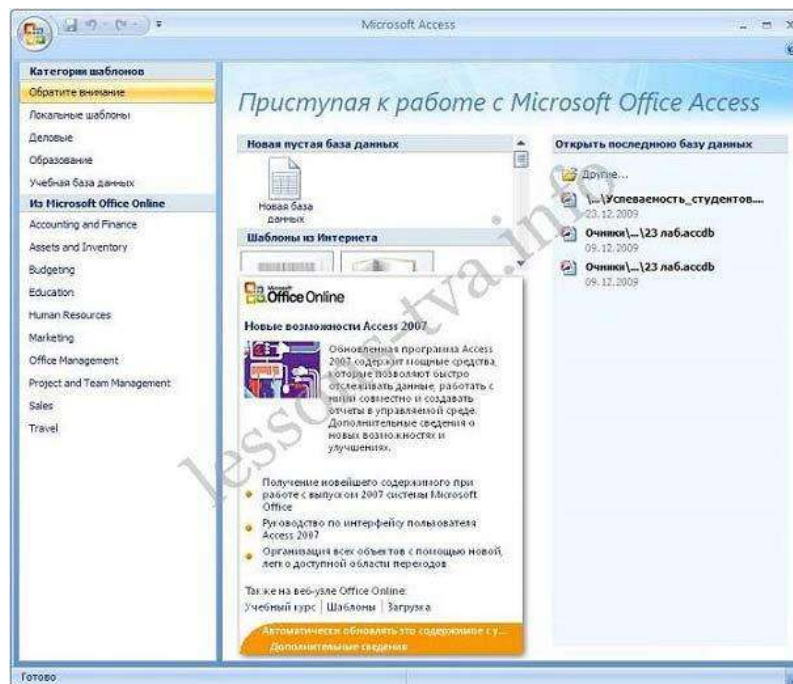 Microsoft Access
Категории шаблонов
Обратите внимание
Локальные шаблоны
Деловые
Образование
Учебная база данных
Из Microsoft Office Online
Accounting and Finance
Assets and Inventory
Budgeting
Education
Human Resources
Marketing
Office Management
Project and Team Management
Sales
Travel
Приступая к работе с Microsoft Office Access
Новая пустая база данных
Новая база
данных
Шаблоны из Интернета
Microsoft
Office Online
Новые возможности Access 2007
Обновленная программа Access
2007 содержит мощные средства,
которые позволяют быстро
отслеживать данные, работать с
ними совместно и создавать
отчеты в управляемой среде.
Дополнительные сведения о
новых возможностях и
улучшениях.
Получение новейшего содержимого при
работе с выпуском 2007 системы Microsoft
Office
Руководство по интерфейсу пользователя
Access 2007
Организация всех объектов с помощью новой,
легко доступной области переходов
Также на веб-узле Office Online:
Учебный курс | Шаблоны | Загрузка
Автоматически обновлять это содержимое с у...
Дополнительные сведения
Открыть последнюю базу данных
Другие...
\...\Успеваемость_студентов....
23.12.2009
Очники\...\23 лаб.accdb
09.12.2009
Очники\...\23 лаб.accdb
09.12.2009
Готово
lessons-tva.info